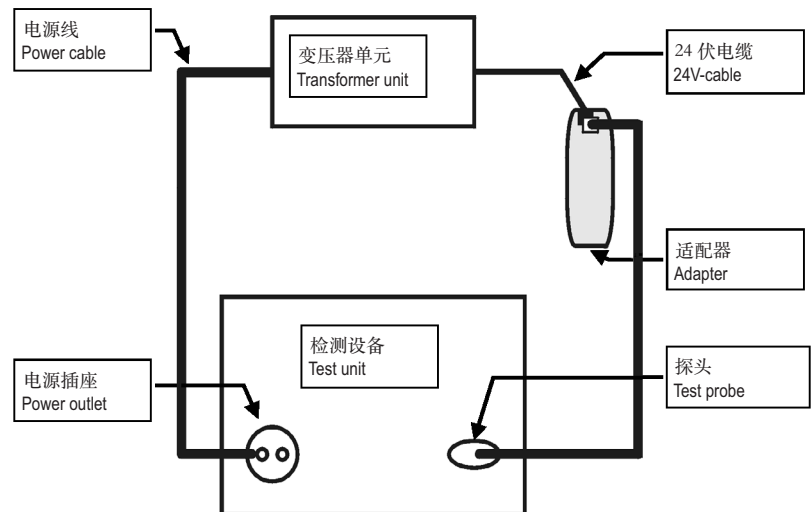 电源线
Power cable
变压器单元
Transformer unit
24 伏电缆
24V-cable
适配器
Adapter
检测设备
Test unit
电源插座
Power outlet
探头
Test probe